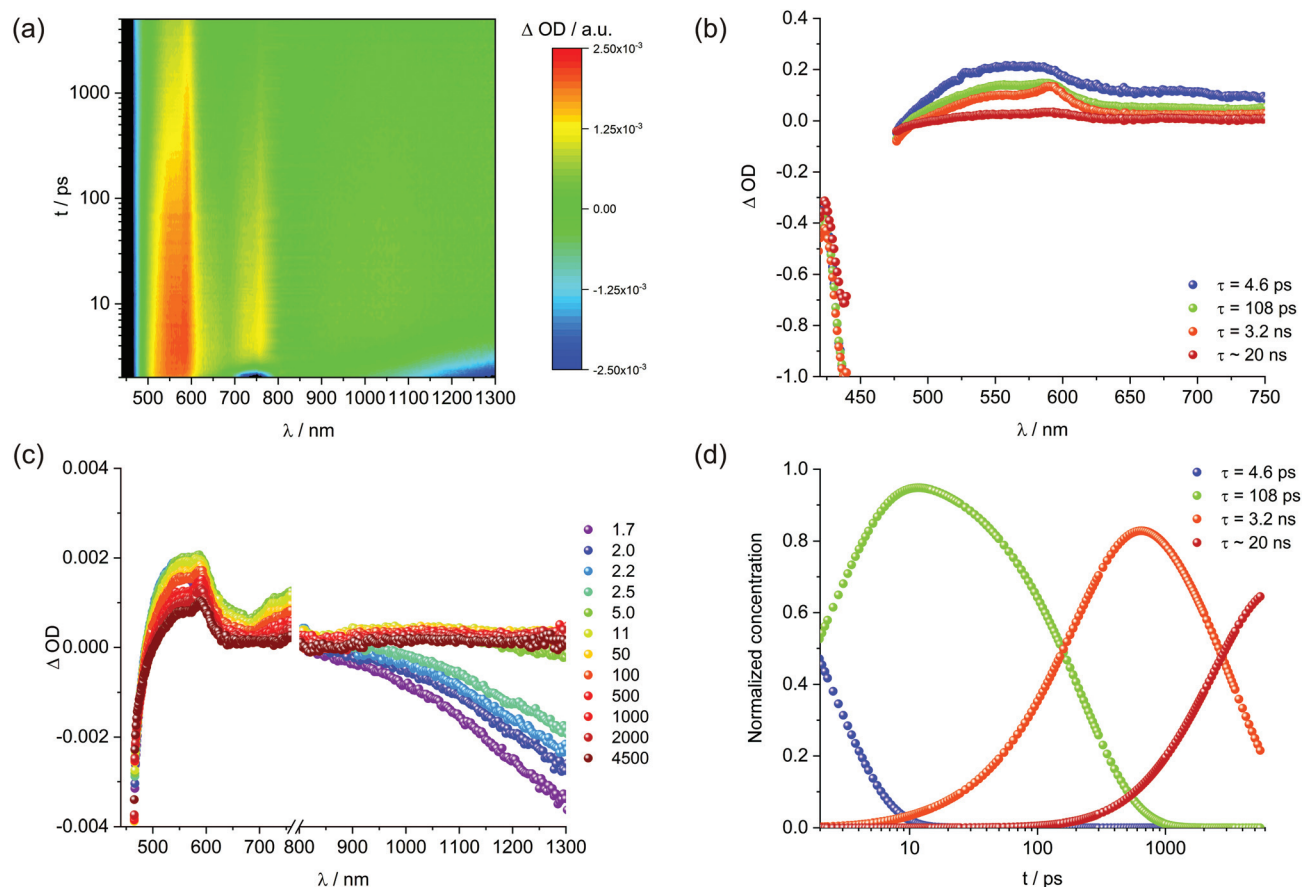 (a)
Δ OD / a.u.
2.50x10⁻³
1.25x10⁻³
0.00
-1.25x10⁻³
-2.50x10⁻³
t / ps
1000
100
10
500 600 700 800 900 1000 1100 1200 1300
λ / nm
(b)
Δ OD
0.4
0.2
0.0
-0.2
-0.4
-0.6
-0.8
-1.0
τ = 4.6 ps
τ = 108 ps
τ = 3.2 ns
τ ~ 20 ns
450 500 550 600 650 700 750
λ / nm
(c)
Δ OD
0.004
0.002
0.000
-0.002
-0.004
1.7
2.0
2.2
2.5
5.0
11
50
100
500
1000
2000
4500
500 600 700 800 900 1000 1100 1200 1300
λ / nm
(d)
Normalized concentration
1.0
0.8
0.6
0.4
0.2
0.0
τ = 4.6 ps
τ = 108 ps
τ = 3.2 ns
τ ~ 20 ns
10 100 1000
t / ps